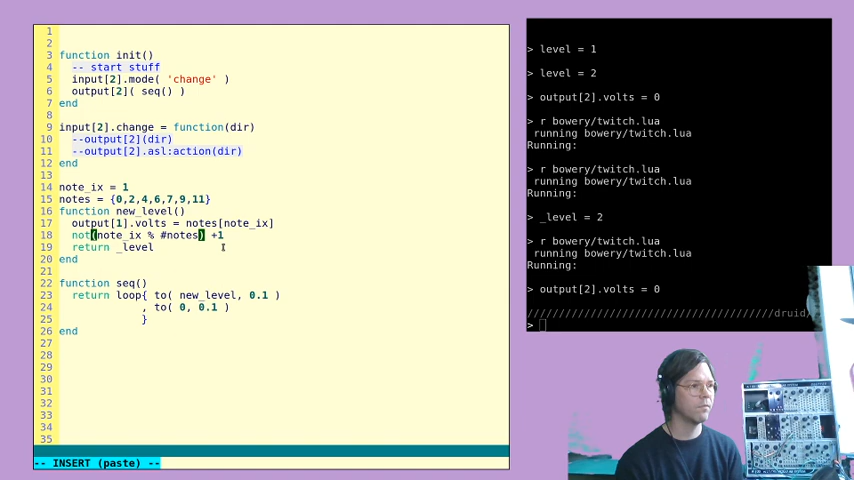 1
2
3 function init()
4 -- start stuff
5 input[2].mode( 'change' )
6 output[2]( seq() )
7 end
8
9 input[2].change = function(dir)
10 --output[2](dir)
11 --output[2].asl:action(dir)
12 end
13
14 note_ix = 1
15 notes = {0,2,4,6,7,9,11}
16 function new_level()
17 output[1].volts = notes[note_ix]
18 not(note_ix % #notes) +1
19 return _level
20 end
21
22 function seq()
23 return loop{ to( new_level, 0.1 )
24 , to( 0, 0.1 )
25 }
26 end
27
28
29
30
31
32
33
34
35
-- INSERT (paste) --
> level = 1
> level = 2
> output[2].volts = 0
> r bowery/twitch.lua
running bowery/twitch.lua
Running:
> r bowery/twitch.lua
running bowery/twitch.lua
Running:
> _level = 2
> r bowery/twitch.lua
running bowery/twitch.lua
Running:
> output[2].volts = 0
////////////////////////////////////////druid/
>